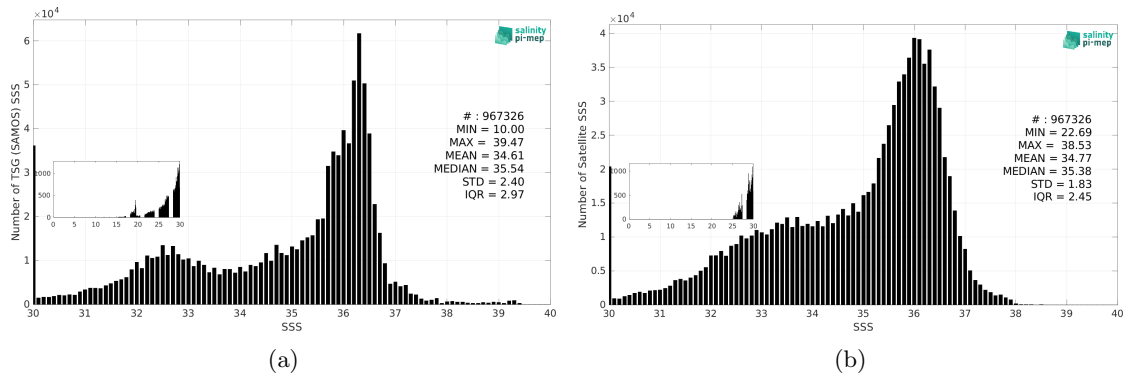 ×10⁴
Number of TSG (SAMOS) SSS
6
5
4
3
2
1
0
30 31 32 33 34 35 36 37 38 39 40
SSS
salinity
pi-mep
# : 967326
MIN = 10.00
MAX = 39.47
MEAN = 34.61
MEDIAN = 35.54
STD = 2.40
IQR = 2.97
1000
500
0
0 5 10 15 20 25 30
(a)
×10⁴
Number of Satellite SSS
4
3.5
3
2.5
2
1.5
1
0.5
0
30 31 32 33 34 35 36 37 38 39 40
SSS
salinity
pi-mep
# : 967326
MIN = 22.69
MAX = 38.53
MEAN = 34.77
MEDIAN = 35.38
STD = 1.83
IQR = 2.45
1000
500
0
0 5 10 15 20 25 30
(b)